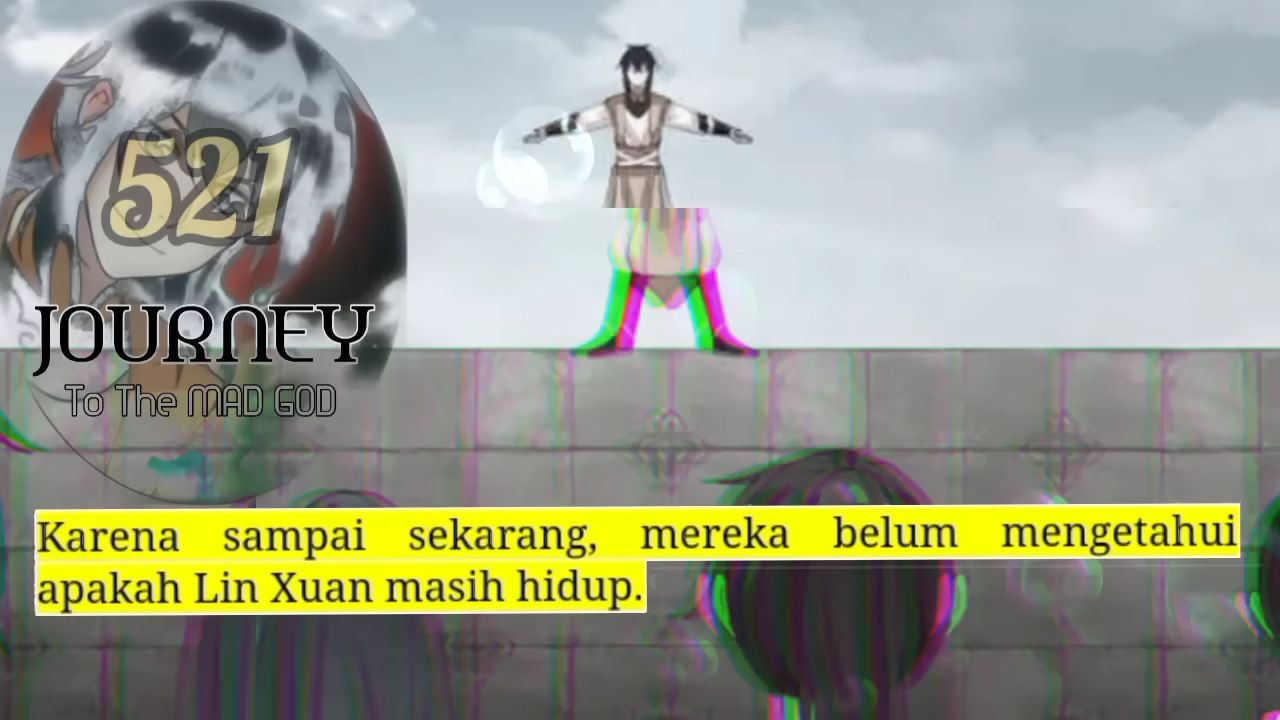 521
JOURNEY
To The MAD GOD
Karena sampai sekarang, mereka belum mengetahui
apakah Lin Xuan masih hidup.